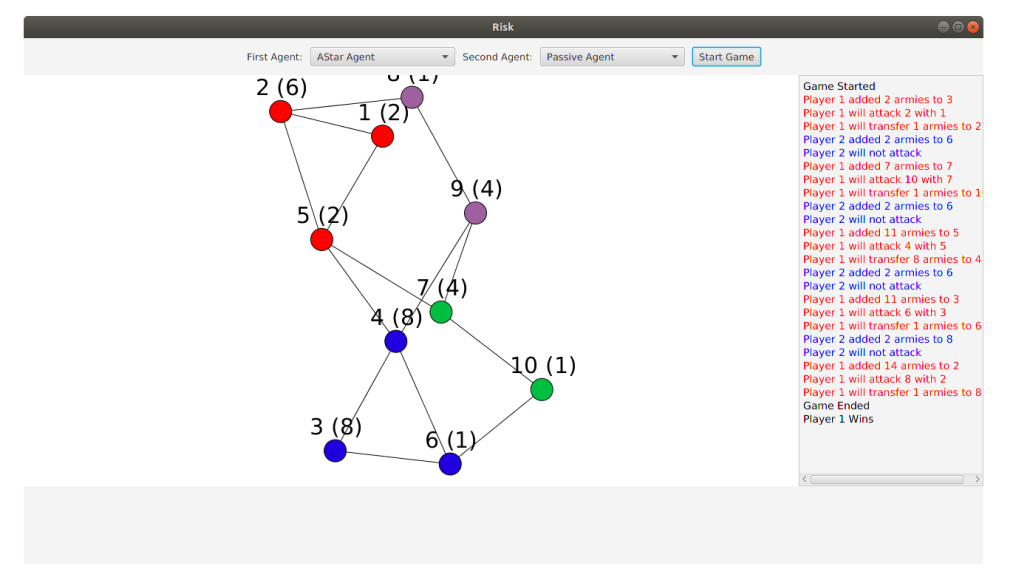 Risk
First Agent: AStar Agent Second Agent: Passive Agent Start Game
(1)
2 (6)
1 (2)
9 (4)
5 (2)
7 (4)
4 (8)
10 (1)
3 (8)
6 (1)
Game Started
Player 1 added 2 armies to 3
Player 1 will attack 2 with 1
Player 1 will transfer 1 armies to 2
Player 2 added 2 armies to 6
Player 2 will not attack
Player 1 added 7 armies to 7
Player 1 will attack 10 with 7
Player 1 will transfer 1 armies to 1
Player 2 added 2 armies to 6
Player 2 will not attack
Player 1 added 11 armies to 5
Player 1 will attack 4 with 5
Player 1 will transfer 8 armies to 4
Player 2 added 2 armies to 6
Player 2 will not attack
Player 1 added 11 armies to 3
Player 1 will attack 6 with 3
Player 1 will transfer 1 armies to 6
Player 2 added 2 armies to 8
Player 2 will not attack
Player 1 added 14 armies to 2
Player 1 will attack 8 with 2
Player 1 will transfer 1 armies to 8
Game Ended
Player 1 Wins